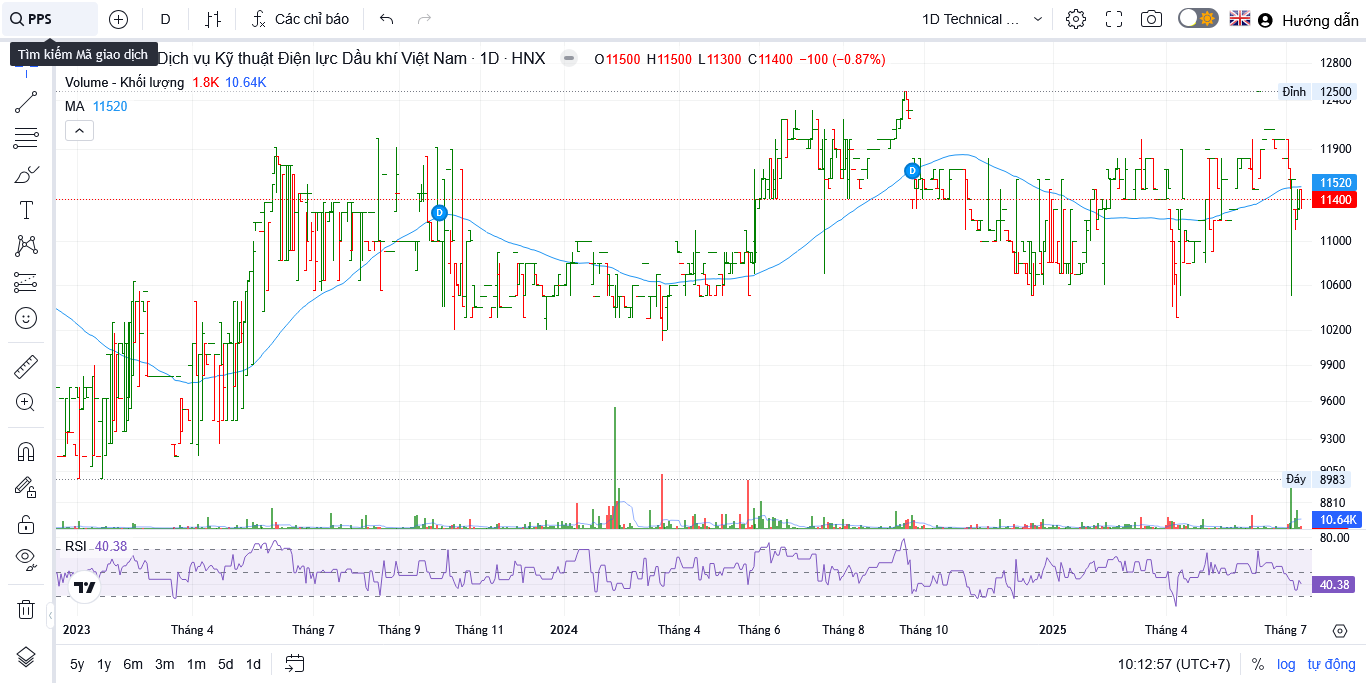 PPS D Các chỉ báo 1D Technical ... Hướng dẫn
Tìm kiếm Mã giao dịch
Dịch vụ Kỹ thuật Điện lực Dầu khí Việt Nam · 1D · HNX O11500 H11500 L11300 C11400 −100 (−0.87%)
Volume - Khối lượng 1.8K 10.64K
MA 11520
12800
Đỉnh 12500
12400
11900
11520
11400
11000
10600
10200
9900
9600
9300
9050
Đáy 8983
8810
10.64K
D
D
RSI 40.38
80.00
40.38
2023 Tháng 4 Tháng 7 Tháng 9 Tháng 11 2024 Tháng 4 Tháng 6 Tháng 8 Tháng 10 2025 Tháng 4 Tháng 7
5y 1y 6m 3m 1m 5d 1d 10:12:57 (UTC+7) % log tự động